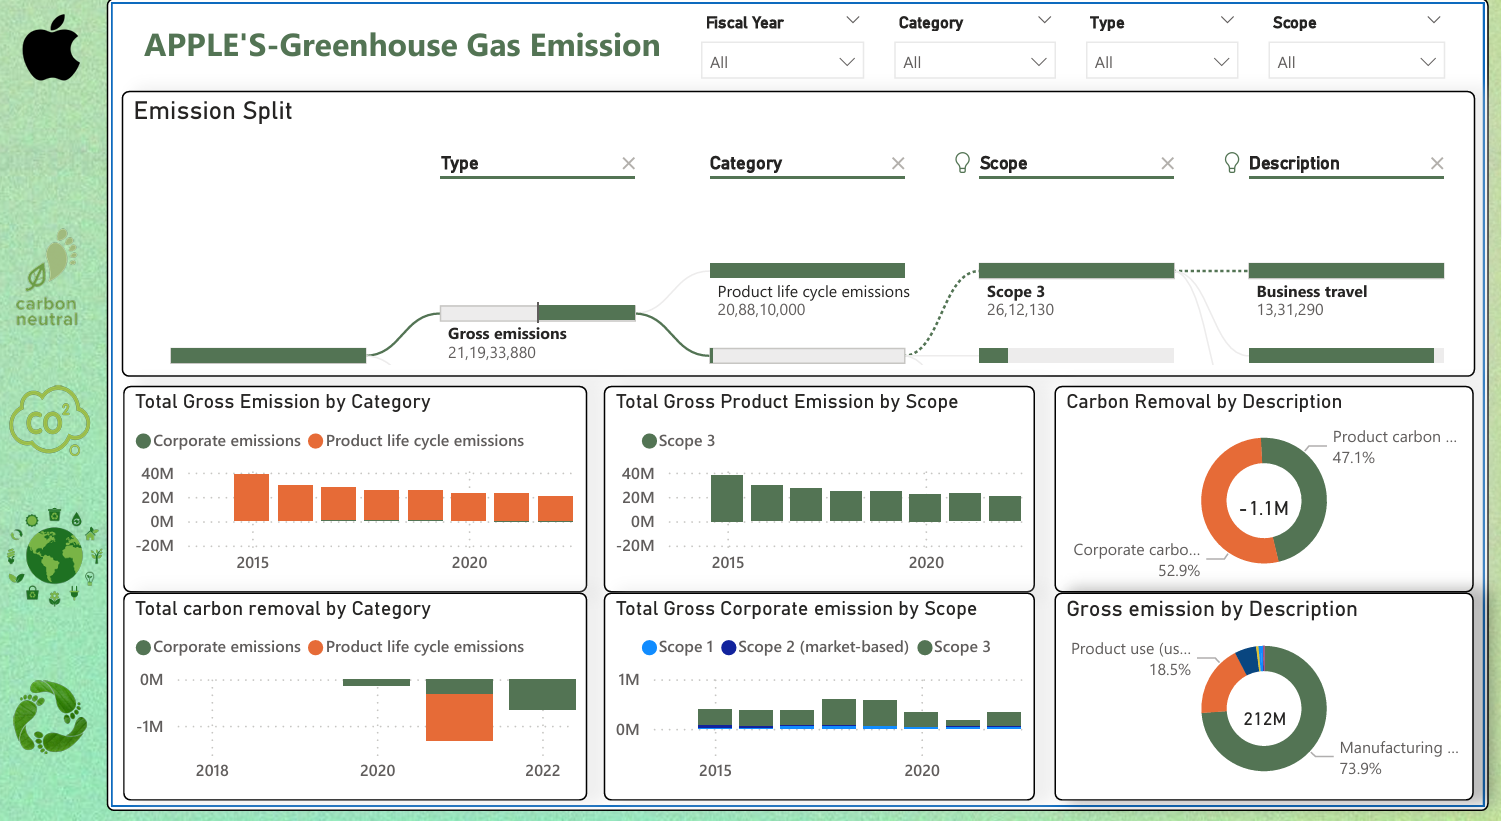 APPLE'S-Greenhouse Gas Emission
Fiscal Year
All
Category
All
Type
All
Scope
All
Emission Split
Type
Category
Scope
Description
Gross emissions
21,19,33,880
Product life cycle emissions
20,88,10,000
Scope 3
26,12,130
Business travel
13,31,290
carbon
neutral
CO2
Total Gross Emission by Category
Corporate emissions Product life cycle emissions
40M
20M
0M
-20M
2015 2020
Total Gross Product Emission by Scope
Scope 3
40M
20M
0M
-20M
2015 2020
Carbon Removal by Description
Product carbon ...
47.1%
-1.1M
Corporate carbo...
52.9%
Total carbon removal by Category
Corporate emissions Product life cycle emissions
0M
-1M
2018 2020 2022
Total Gross Corporate emission by Scope
Scope 1 Scope 2 (market-based) Scope 3
1M
0M
2015 2020
Gross emission by Description
Product use (us...
18.5%
212M
Manufacturing ...
73.9%